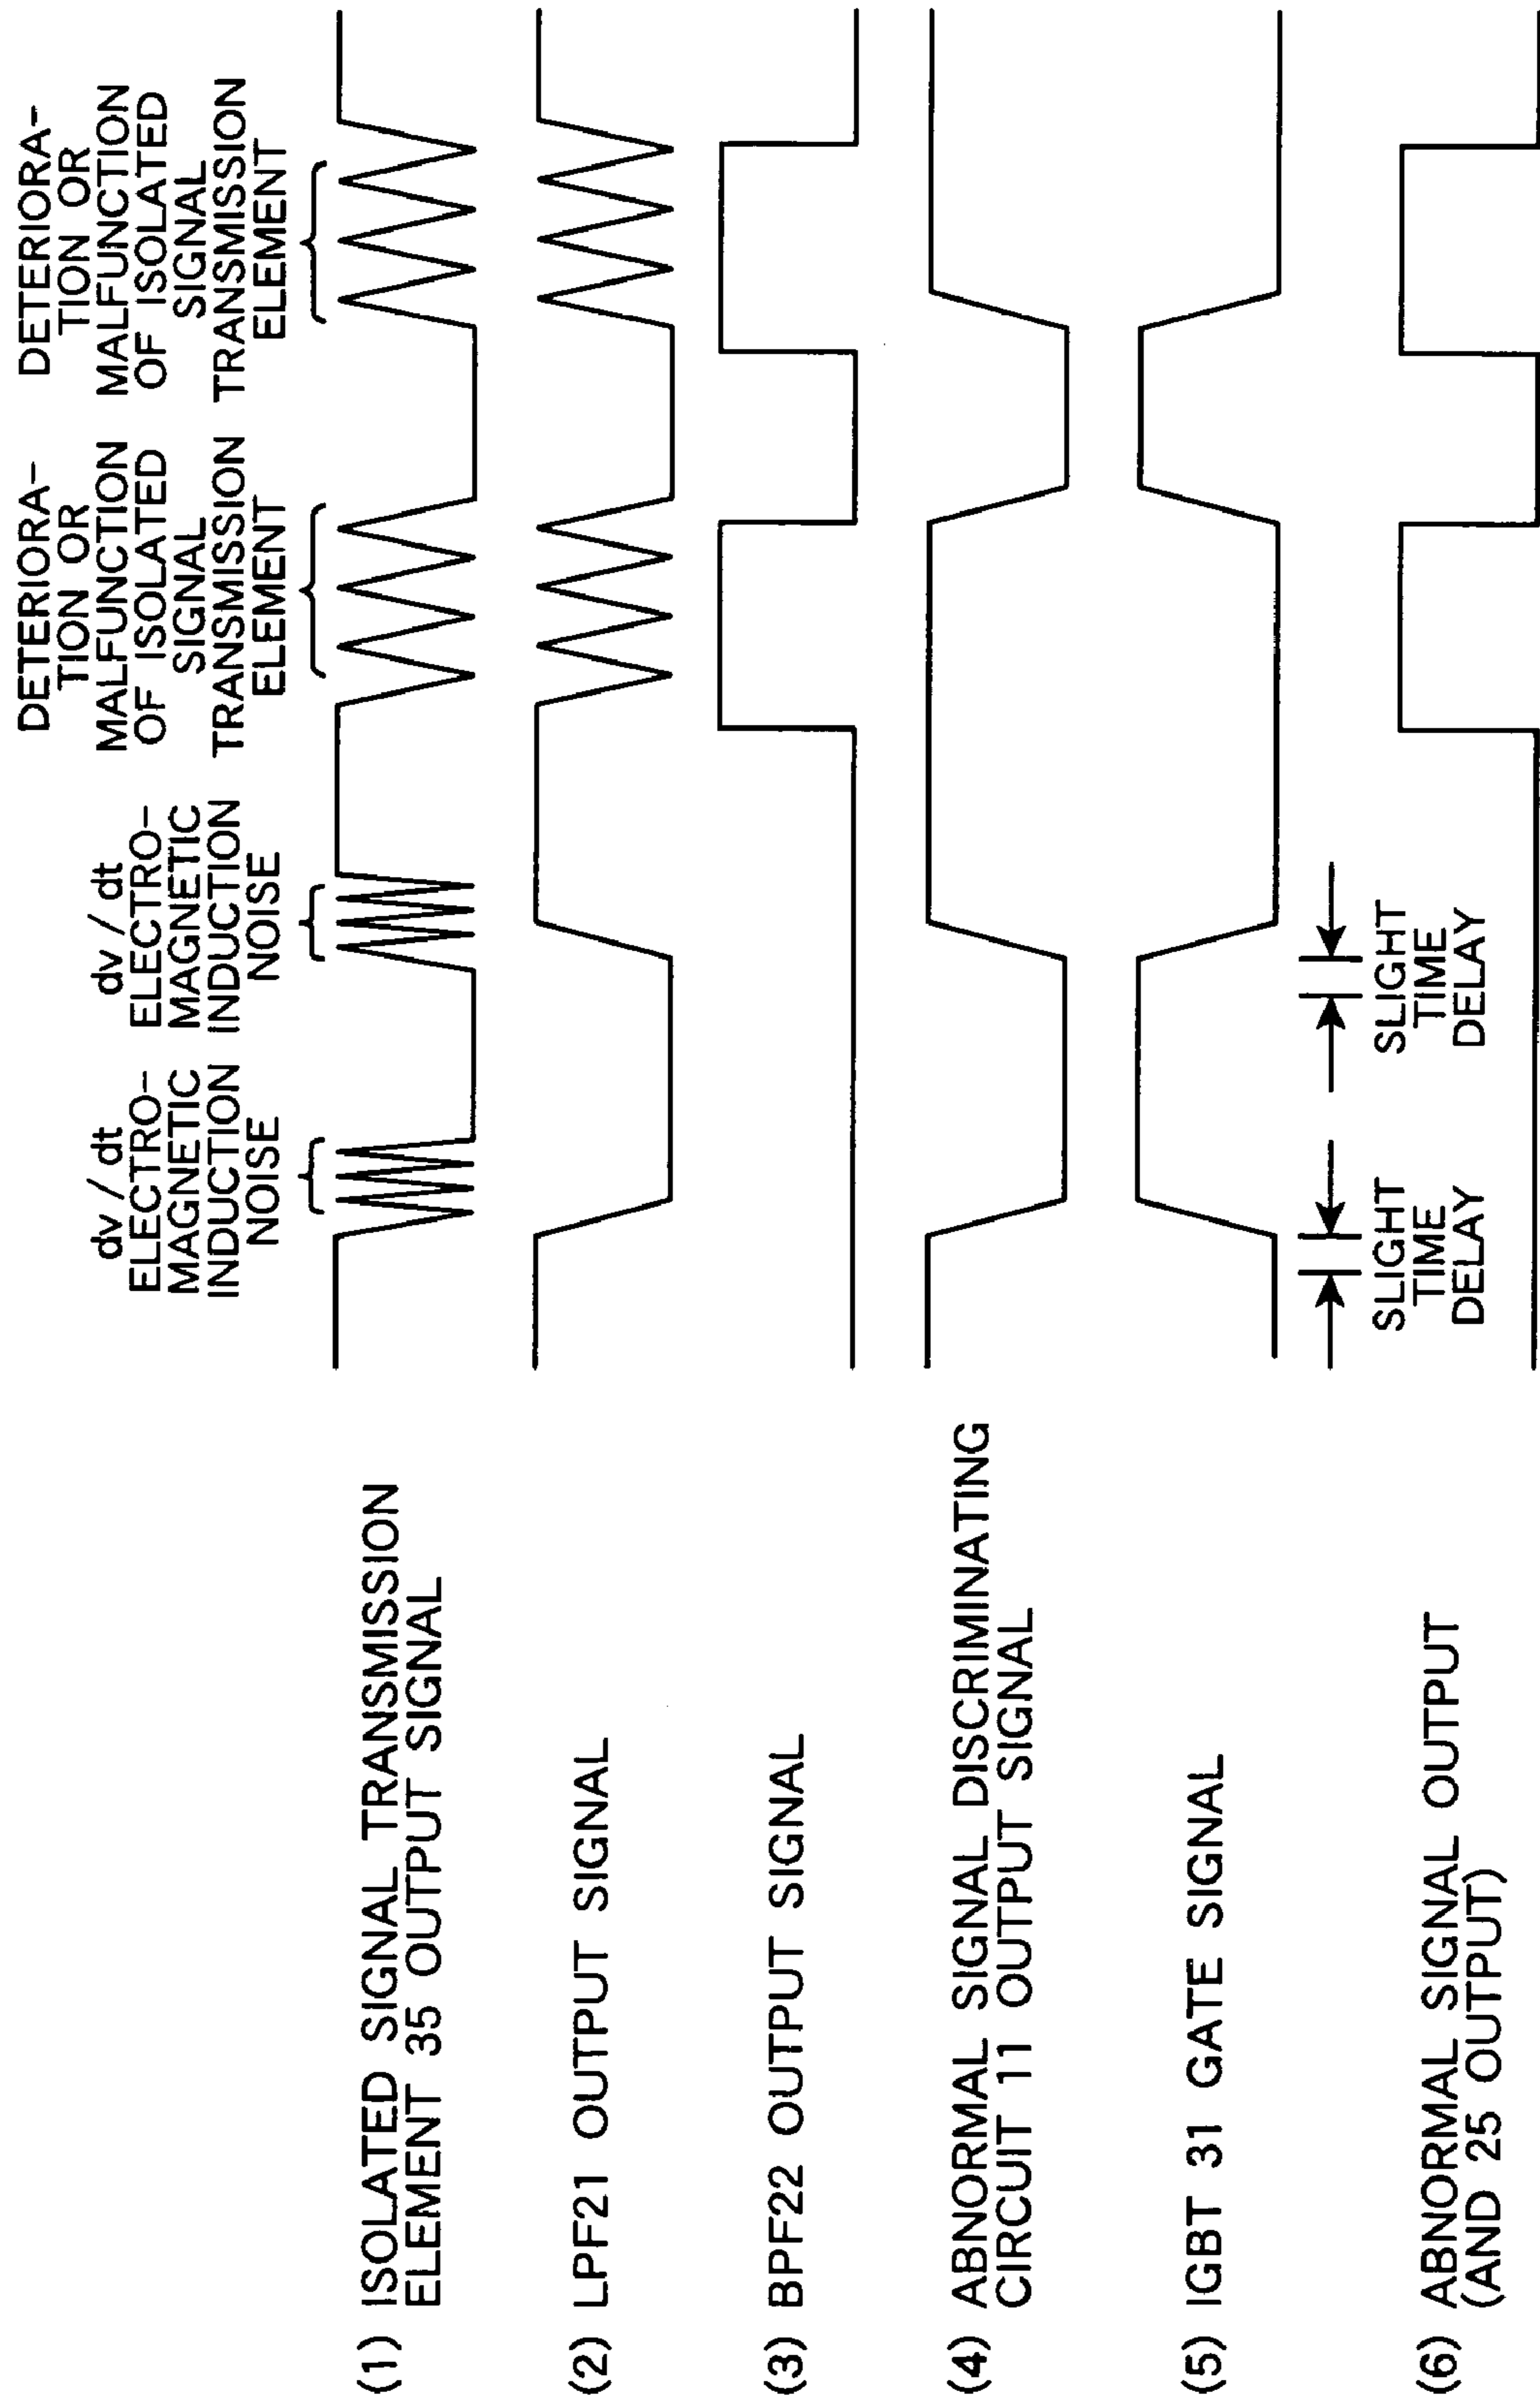 dv/dt
ELECTRO-
MAGNETIC
INDUCTION
NOISE
dv/dt
ELECTRO-
MAGNETIC
INDUCTION
NOISE
DETERIORA-
TION OR
MALFUNCTION
OF ISOLATED
SIGNAL
TRANSMISSION
ELEMENT
DETERIORA-
TION OR
MALFUNCTION
OF ISOLATED
SIGNAL
TRANSMISSION
ELEMENT
(1) ISOLATED SIGNAL TRANSMISSION
ELEMENT 35 OUTPUT SIGNAL
(2) LPF21 OUTPUT SIGNAL
(3) BPF22 OUTPUT SIGNAL
(4) ABNORMAL SIGNAL DISCRIMINATING
CIRCUIT 11 OUTPUT SIGNAL
(5) IGBT 31 GATE SIGNAL
SLIGHT
TIME
DELAY
SLIGHT
TIME
DELAY
(6) ABNORMAL SIGNAL OUTPUT
(AND 25 OUTPUT)